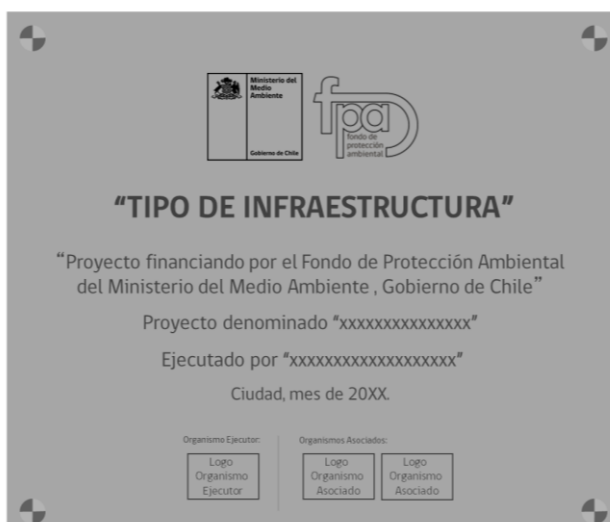 Ministerio del
Medio
Ambiente
Gobierno de Chile
fpa
fondo de
protección
ambiental
“TIPO DE INFRAESTRUCTURA”
“Proyecto financiando por el Fondo de Protección Ambiental
del Ministerio del Medio Ambiente , Gobierno de Chile”
Proyecto denominado “xxxxxxxxxxxxxxx”
Ejecutado por “xxxxxxxxxxxxxxxxxxx”
Ciudad, mes de 20XX.
Organismo Ejecutor:
Organismos Asociados:
Logo
Organismo
Ejecutor
Logo
Organismo
Asociado
Logo
Organismo
Asociado